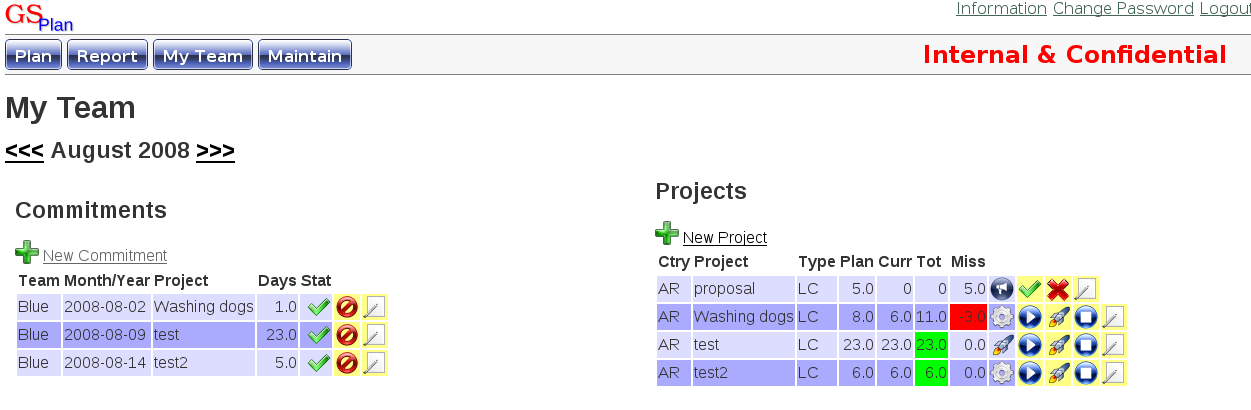 GS Plan
Information Change Password Logout
Plan Report My Team Maintain
Internal & Confidential
My Team
<<< August 2008 >>>
Commitments
New Commitment
Team Month/Year Project Days Stat
Blue 2008-08-02 Washing dogs 1.0
Blue 2008-08-09 test 23.0
Blue 2008-08-14 test2 5.0
Projects
New Project
Ctry Project Type Plan Curr Tot Miss
AR proposal LC 5.0 0 0 5.0
AR Washing dogs LC 8.0 6.0 11.0 -3.0
AR test LC 23.0 23.0 23.0 0.0
AR test2 LC 6.0 6.0 6.0 0.0